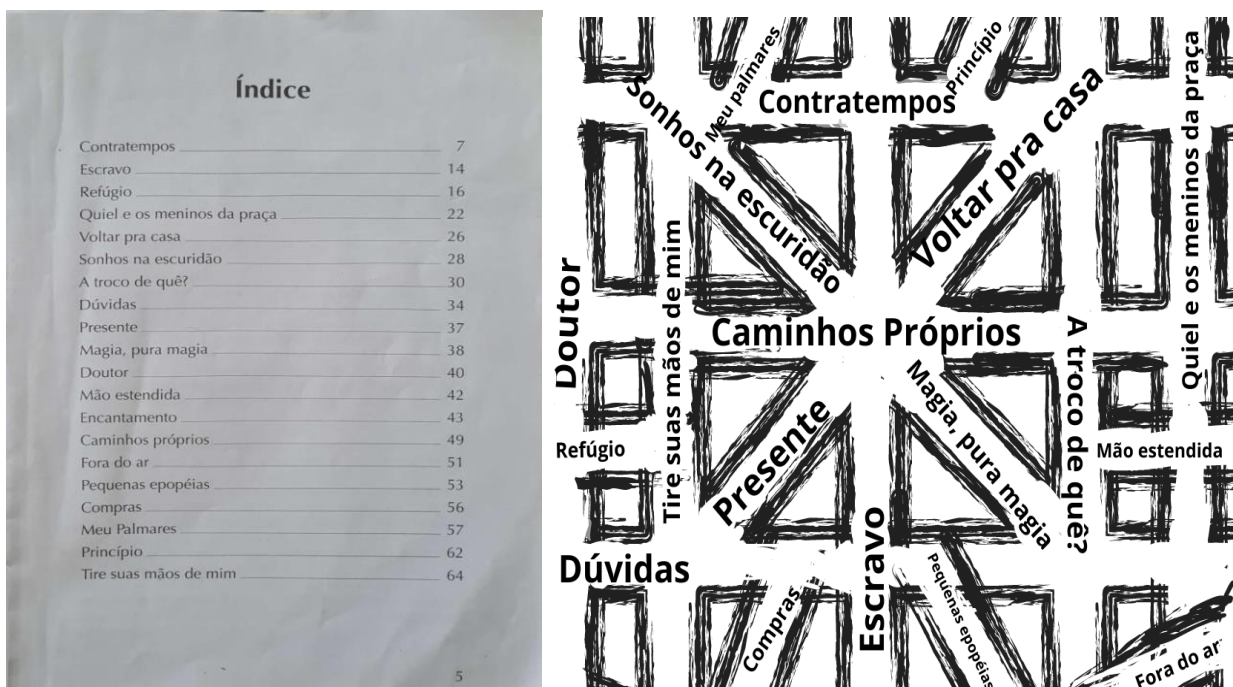 Índice
Contratempos 7
Escravo 14
Refúgio 16
Quiel e os meninos da praça 22
Voltar pra casa 26
Sonhos na escuridão 28
A troco de quê? 30
Dúvidas 34
Presente 37
Magia, pura magia 38
Doutor 40
Mão estendida 42
Encantamento 43
Caminhos próprios 49
Fora do ar 51
Pequenas epopéias 53
Compras 56
Meu Palmares 57
Princípio 62
Tire suas mãos de mim 64
5
Meu palmares
Princípio
Contratempos
Sonhos na escuridão
Voltar pra casa
Quiel e os meninos da praça
Doutor
Tire suas mãos de mim
Caminhos Próprios
A troco de quê?
Magia, pura magia
Presente
Refúgio
Mão estendida
Dúvidas
Escravo
Compras
Pequenas epopéias
Fora do ar